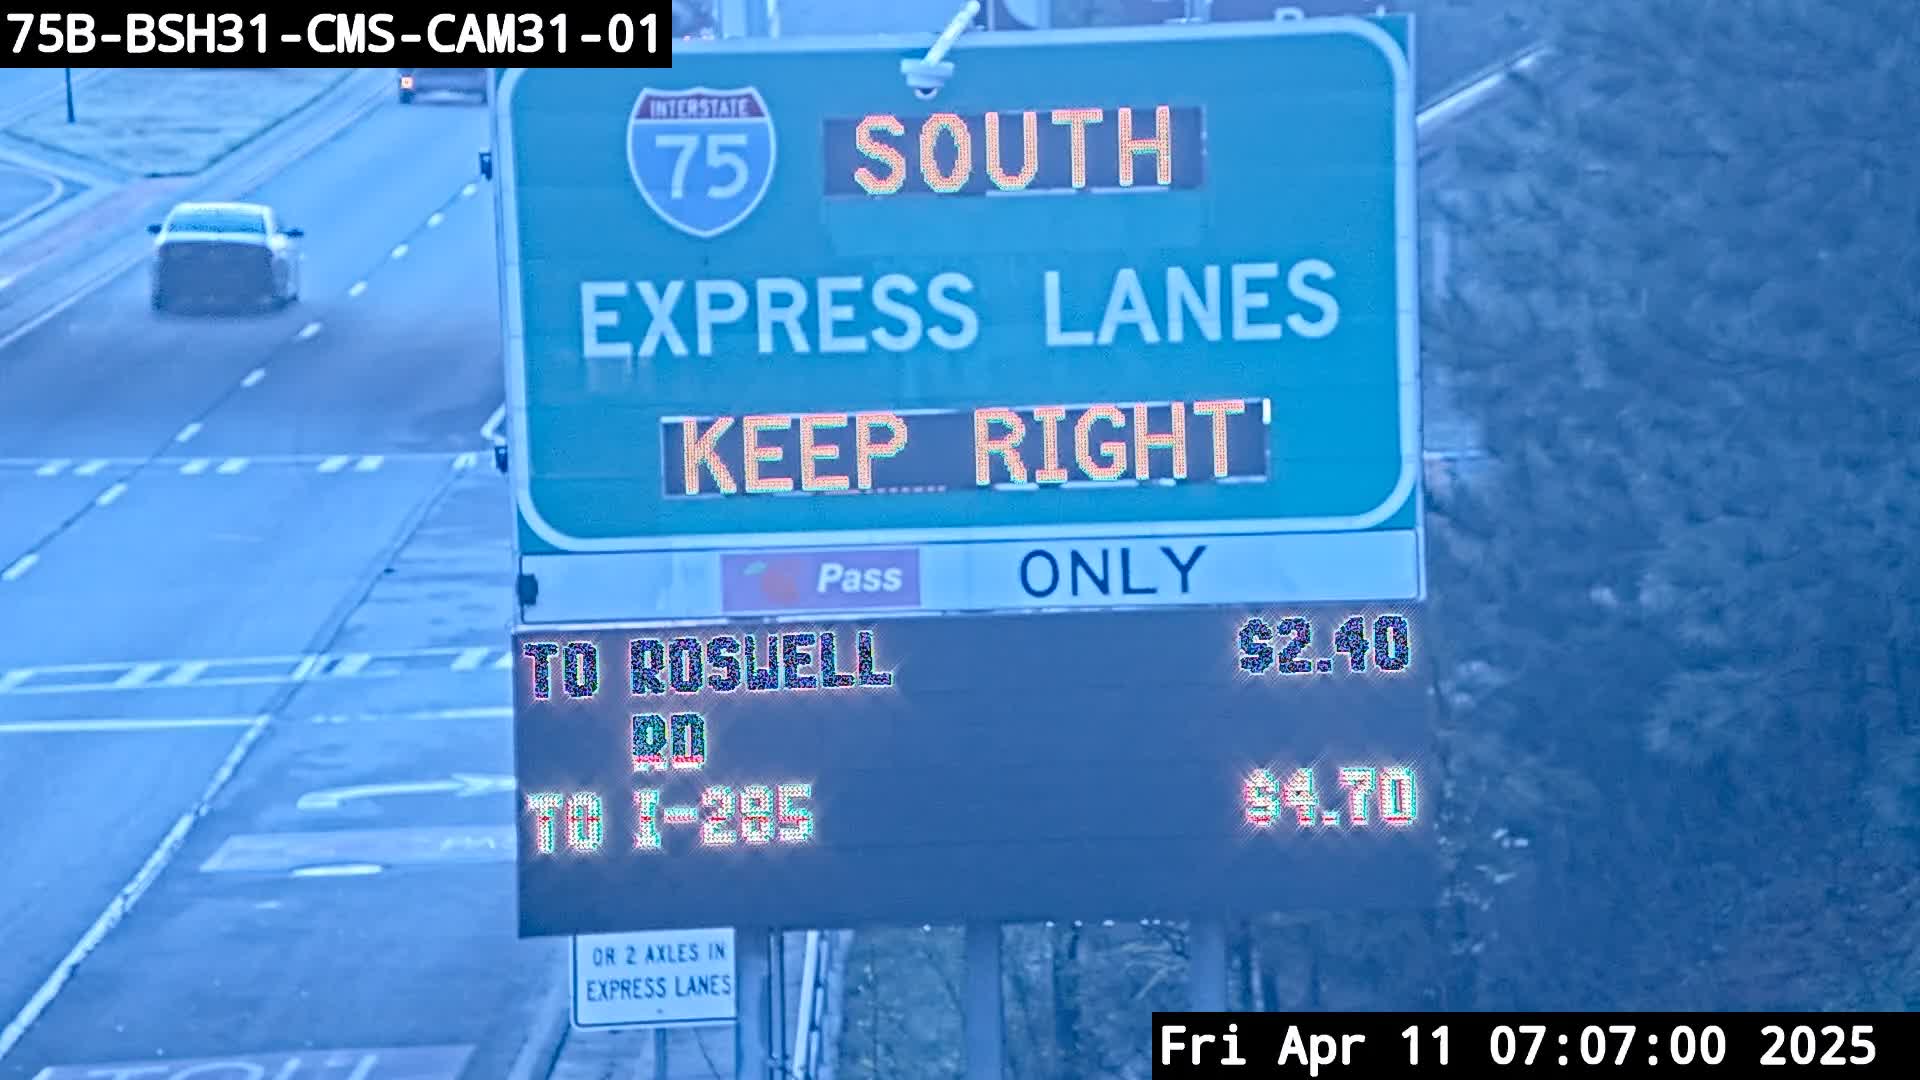 75B-BSH31-CMS-CAM31-01
INTERSTATE
75
SOUTH
EXPRESS LANES
KEEP RIGHT
Pass ONLY
TO ROSWELL $2.40
RD
TO I-285 $4.70
OR 2 AXLES IN
EXPRESS LANES
Fri Apr 11 07:07:00 2025